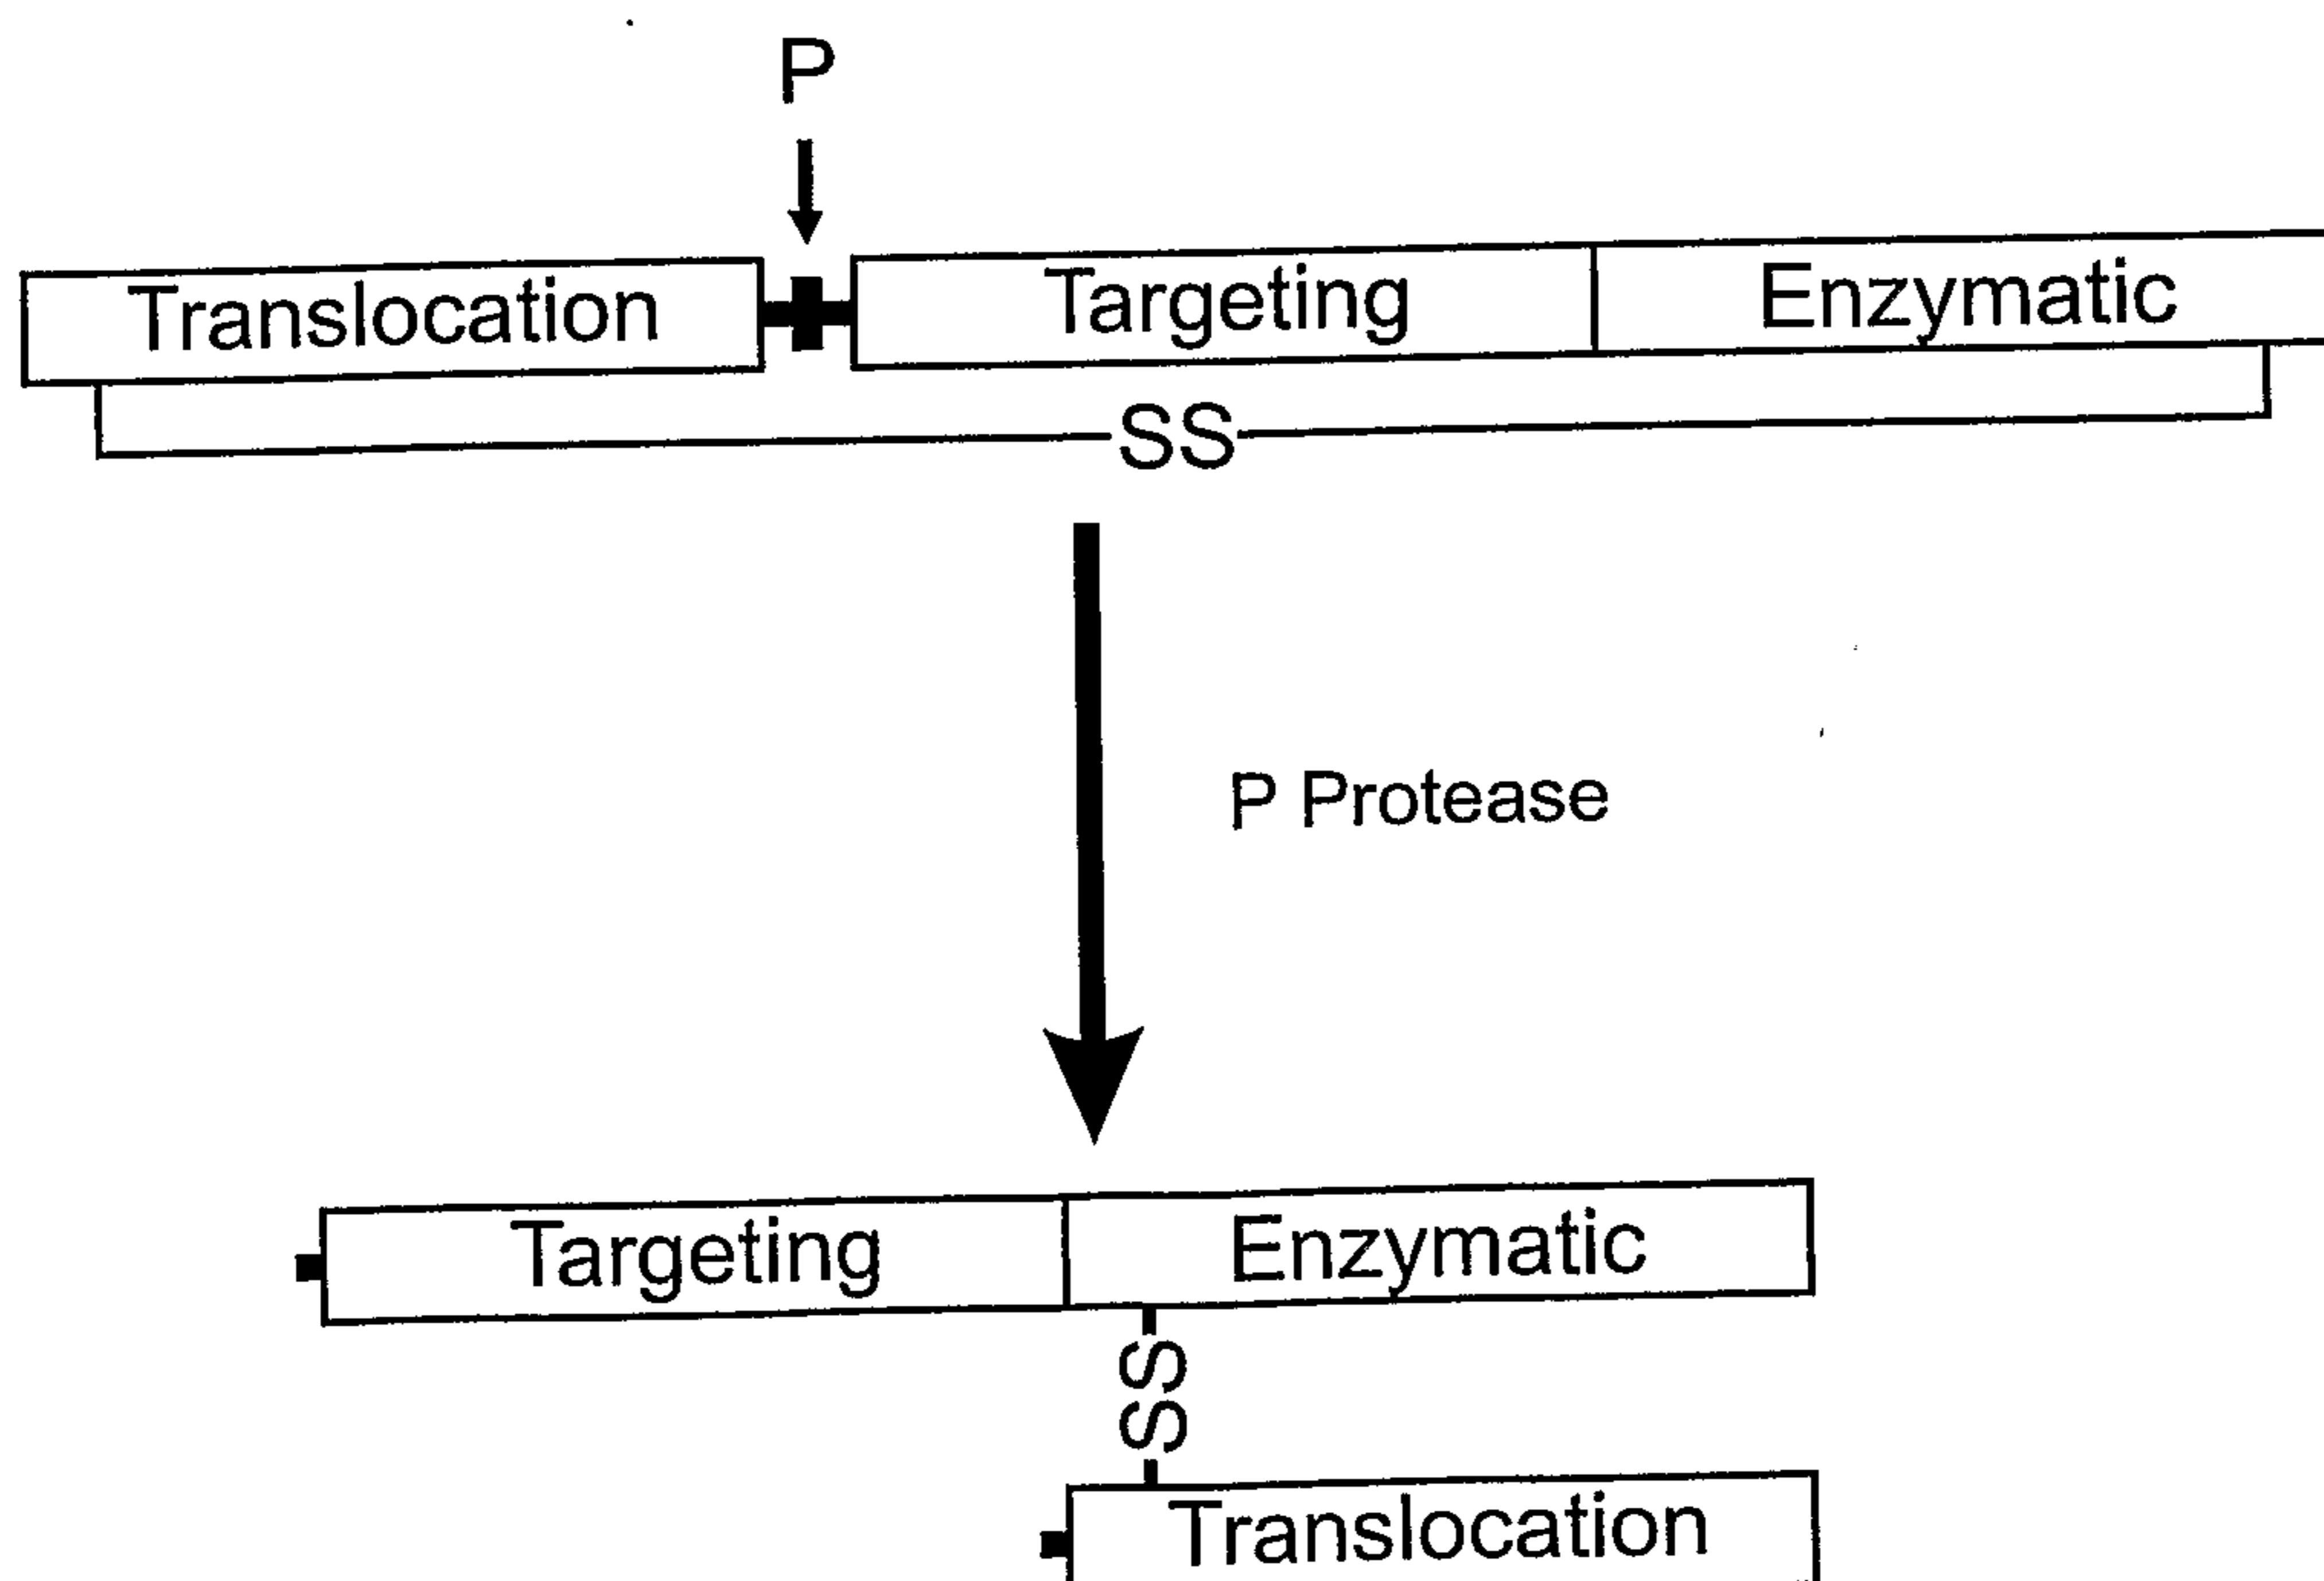 P
Translocation Targeting Enzymatic
SS
P Protease
Targeting Enzymatic
SS
Translocation